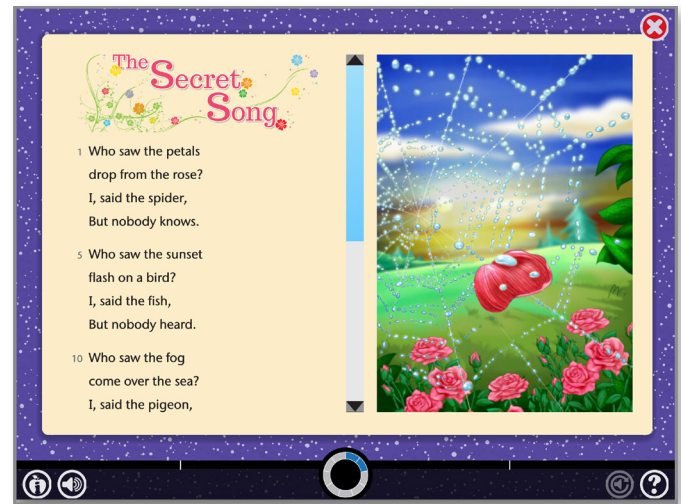 The
Secret
Song
1 Who saw the petals
drop from the rose?
I, said the spider,
But nobody knows.
5 Who saw the sunset
flash on a bird?
I, said the fish,
But nobody heard.
10 Who saw the fog
come over the sea?
I, said the pigeon,
?